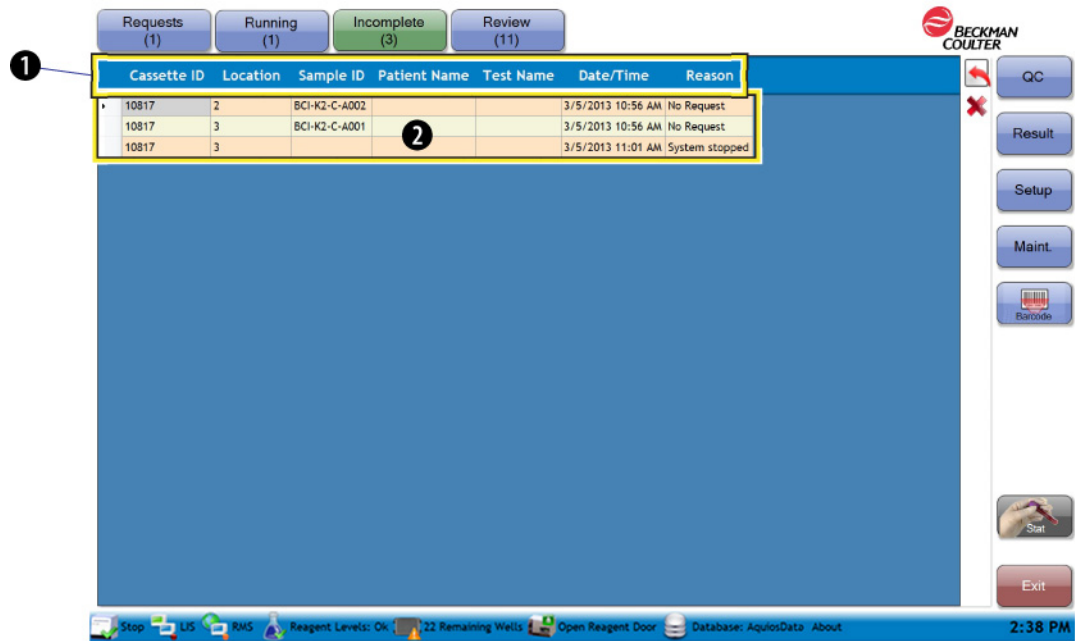 Requests (1)
Running (1)
Incomplete (3)
Review (11)
BECKMAN COULTER
1
Cassette ID Location Sample ID Patient Name Test Name Date/Time Reason
10817 2 BCI-K2-C-A002 3/5/2013 10:56 AM No Request
10817 3 BCI-K2-C-A001 3/5/2013 10:56 AM No Request
2
10817 3 3/5/2013 11:01 AM System stopped
QC
Result
Setup
Maint.
Barcode
Stat
Exit
Stop LIS RMS Reagent Levels: Ok 22 Remaining Wells Open Reagent Door Database: AquiosData About 2:38 PM